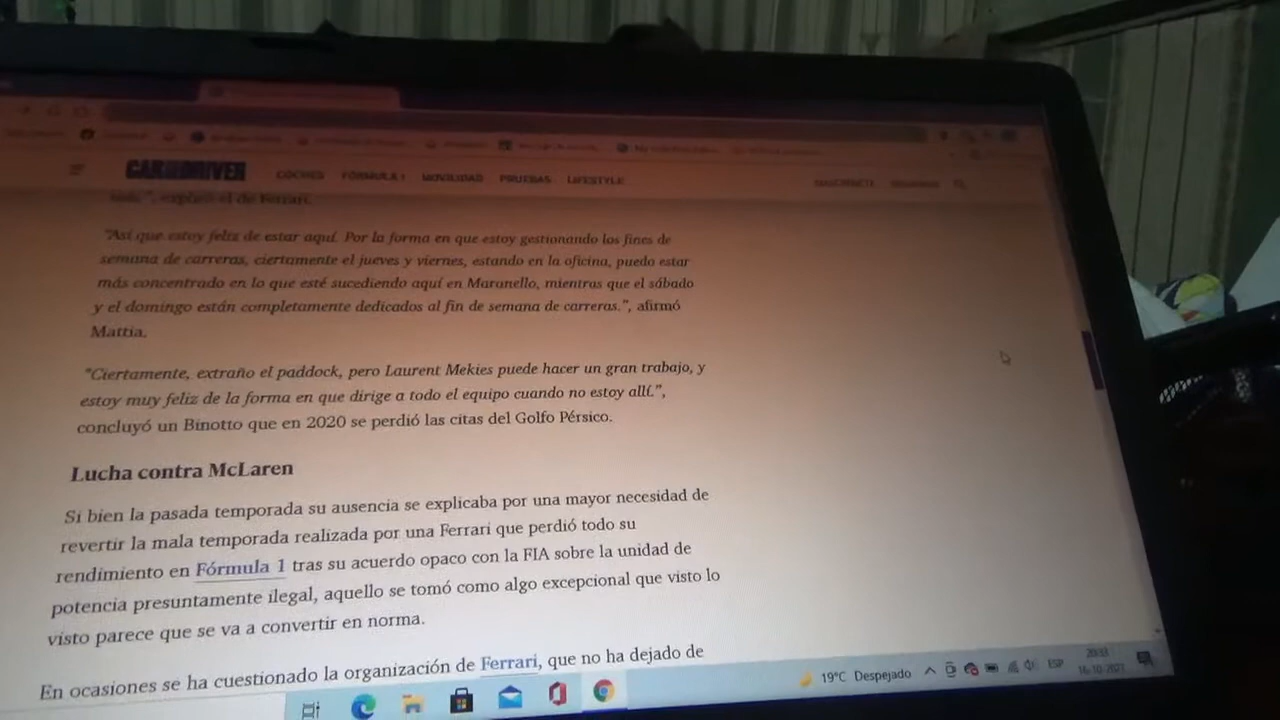 CAR AND DRIVER
COCHES FÓRMULA 1 MOVILIDAD PRUEBAS LIFESTYLE
explicó el de Ferrari.
"Así que estoy feliz de estar aquí. Por la forma en que estoy gestionando los fines de
semana de carreras, ciertamente el jueves y viernes, estando en la oficina, puedo estar
más concentrado en lo que esté sucediendo aquí en Maranello, mientras que el sábado
y el domingo están completamente dedicados al fin de semana de carreras.", afirmó
Mattia.
"Ciertamente, extraño el paddock, pero Laurent Mekies puede hacer un gran trabajo, y
estoy muy feliz de la forma en que dirige a todo el equipo cuando no estoy allí.",
concluyó un Binotto que en 2020 se perdió las citas del Golfo Pérsico.
Lucha contra McLaren
Si bien la pasada temporada su ausencia se explicaba por una mayor necesidad de
revertir la mala temporada realizada por una Ferrari que perdió todo su
rendimiento en Fórmula 1 tras su acuerdo opaco con la FIA sobre la unidad de
potencia presuntamente ilegal, aquello se tomó como algo excepcional que visto lo
visto parece que se va a convertir en norma.
En ocasiones se ha cuestionado la organización de Ferrari, que no ha dejado de
19°C Despejado ESP